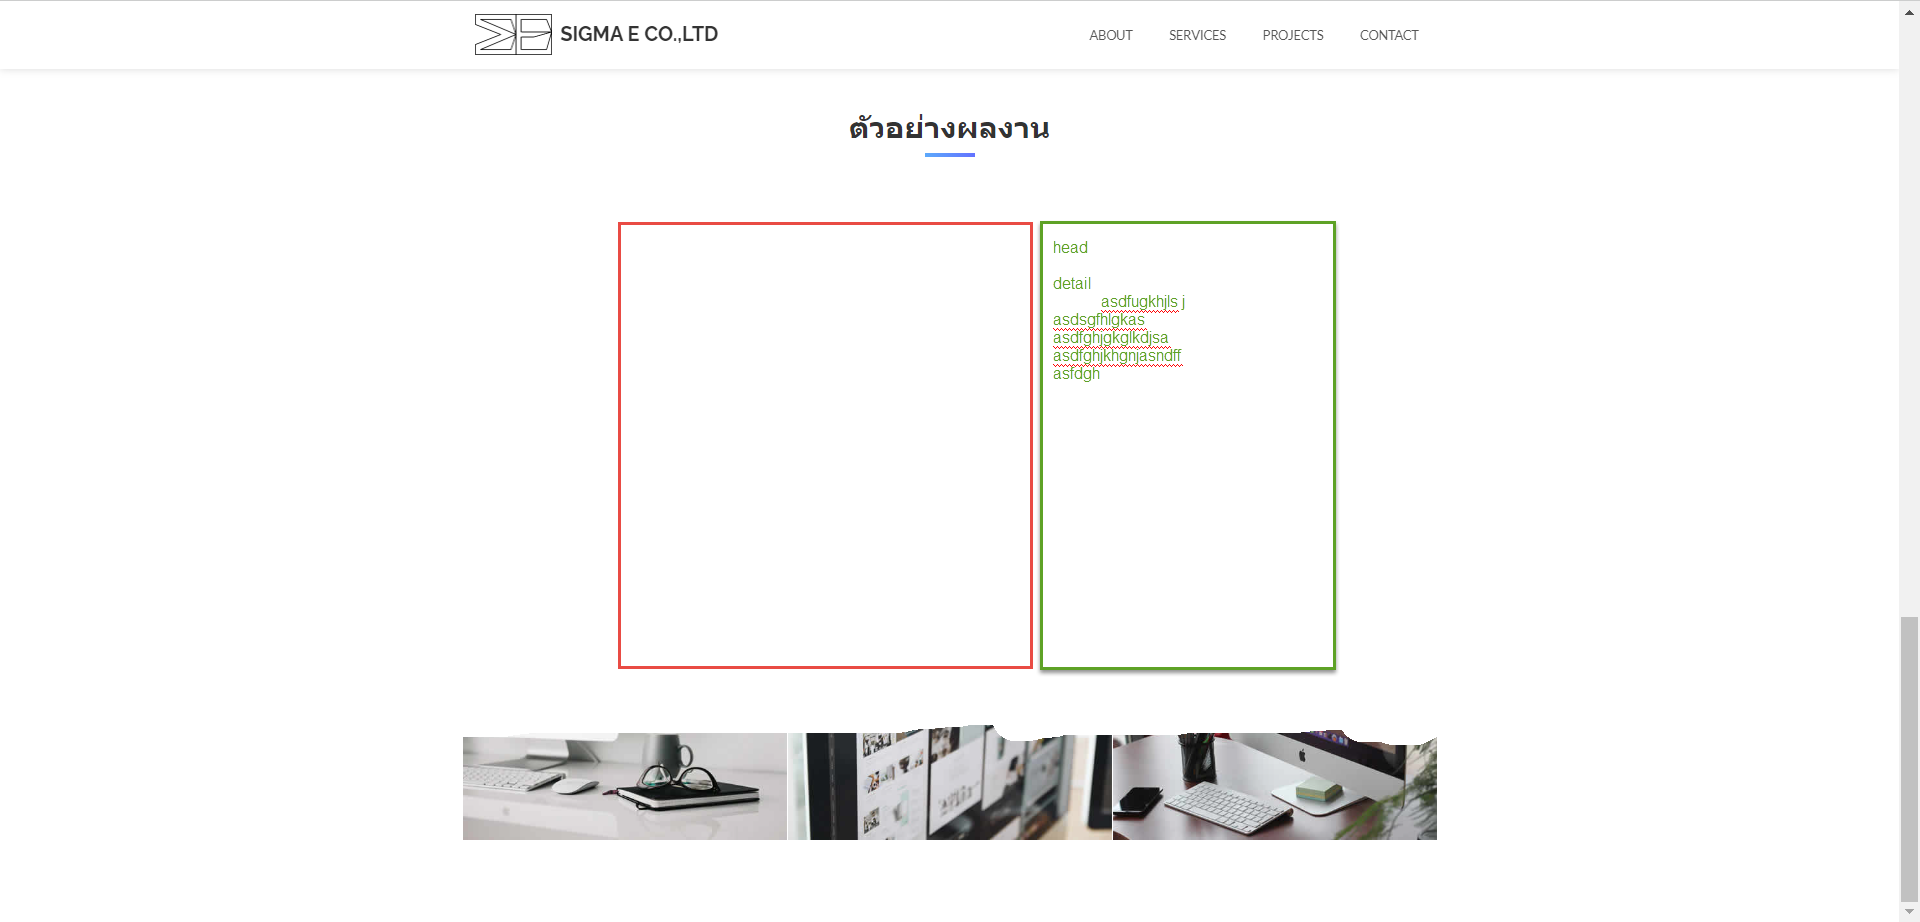 SIGMA E CO.,LTD
ABOUT SERVICES PROJECTS CONTACT
ตัวอย่างผลงาน
head
detail
asdfugkhjls j
asdsgfhlgkas
asdfghjgkglkdjsa
asdfghjkhgnjasndff
asfdgh